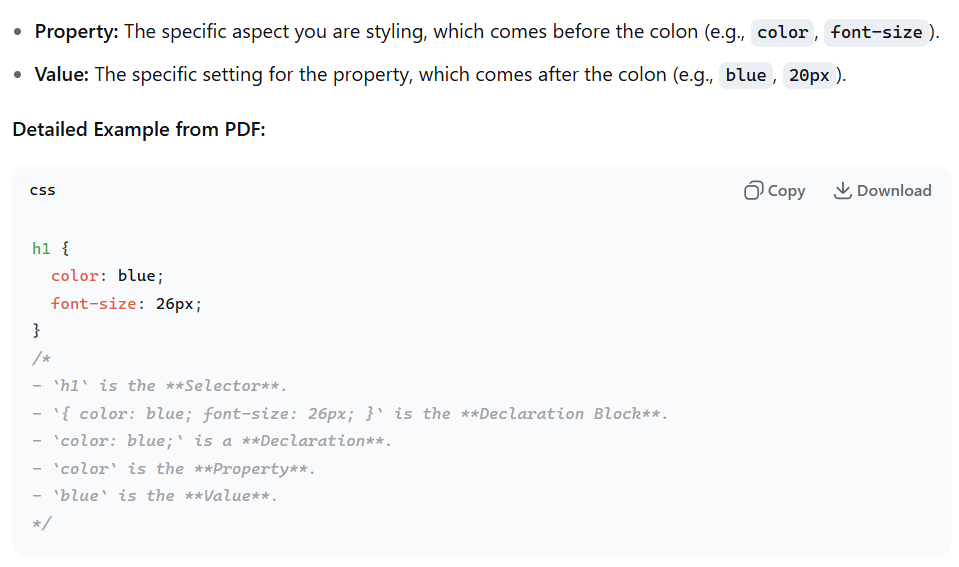 Property: The specific aspect you are styling, which comes before the colon (e.g., color, font-size).
Value: The specific setting for the property, which comes after the colon (e.g., blue, 20px).
Detailed Example from PDF:
css
Copy
Download
h1 {
  color: blue;
  font-size: 26px;
}
/*
- `h1` is the **Selector**.
- `{ color: blue; font-size: 26px; }` is the **Declaration Block**.
- `color: blue;` is a **Declaration**.
- `color` is the **Property**.
- `blue` is the **Value**.
*/